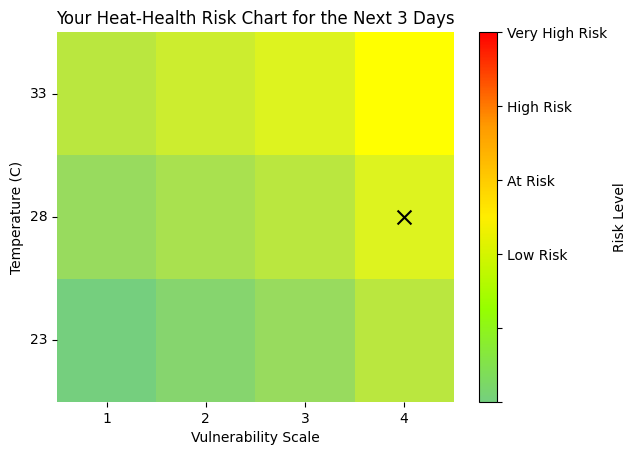 Your Heat-Health Risk Chart for the Next 3 Days
Very High Risk
33
High Risk
At Risk
Temperature (C)
28
Risk Level
Low Risk
23
1 2 3 4
Vulnerability Scale